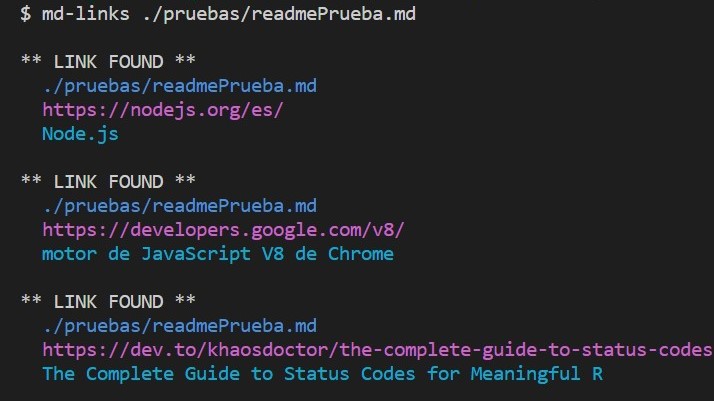 $ md-links ./pruebas/readmePrueba.md
** LINK FOUND **
./pruebas/readmePrueba.md
https://nodejs.org/es/
Node.js
** LINK FOUND **
./pruebas/readmePrueba.md
https://developers.google.com/v8/
motor de JavaScript V8 de Chrome
** LINK FOUND **
./pruebas/readmePrueba.md
https://dev.to/khaosdoctor/the-complete-guide-to-status-codes
The Complete Guide to Status Codes for Meaningful R